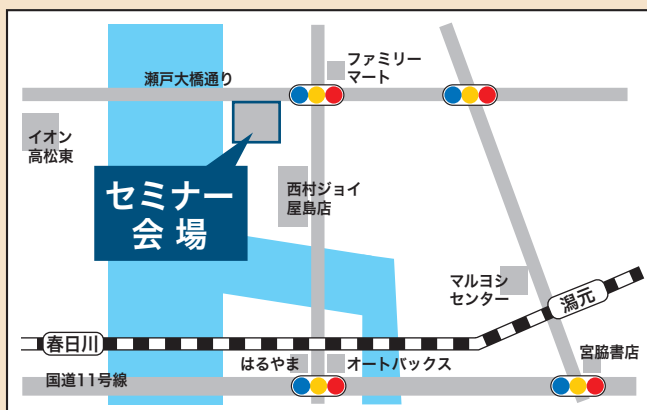 瀬戸大橋通り
ファミリー
マート
イオン
高松東
セミナー
会場
西村ジョイ
屋島店
マルヨシ
センター
潟元
春日川
はるやま
オートバックス
宮脇書店
国道11号線